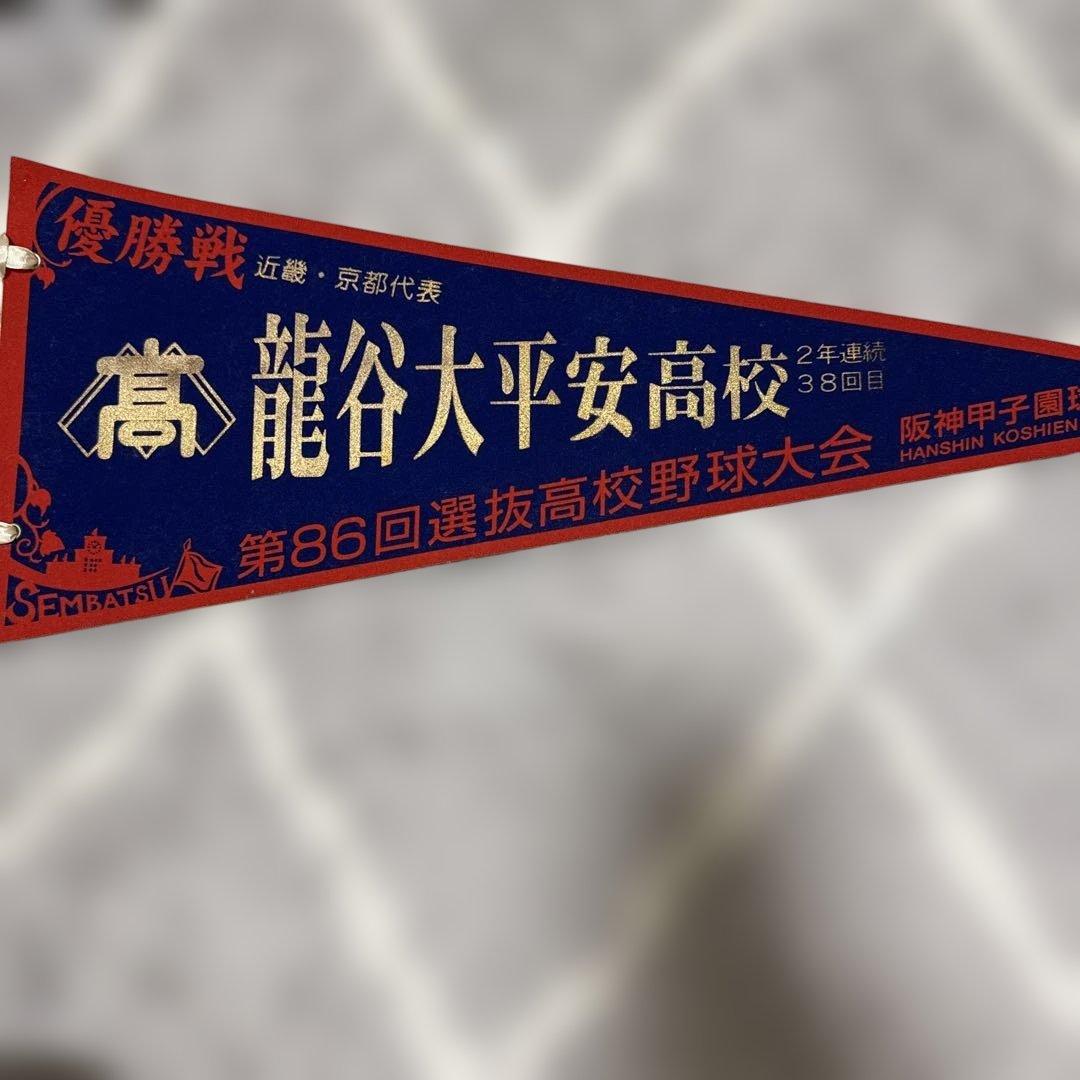 優勝戦
近畿・京都代表
高
龍谷大平安高校
2年連続
38回目
第86回選抜高校野球大会
阪神甲子園球
HANSHIN KOSHIEN
SEMBATSU